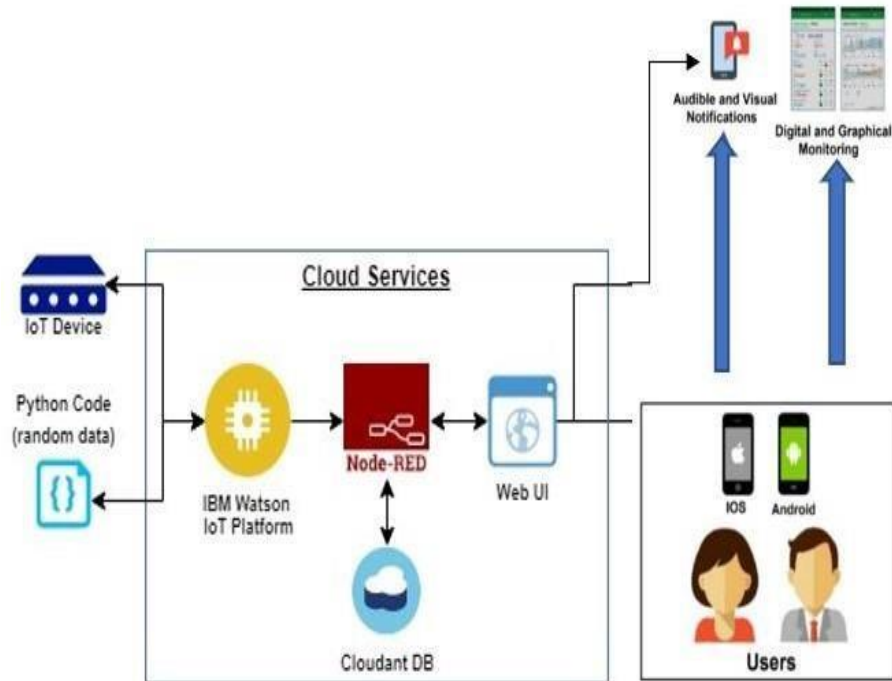 Audible and Visual
Notifications
Digital and Graphical
Monitoring
Cloud Services
IoT Device
Python Code
(random data)
{}
IBM Watson
IoT Platform
Node-RED
Web UI
Cloudant DB
IOS
Android
Users